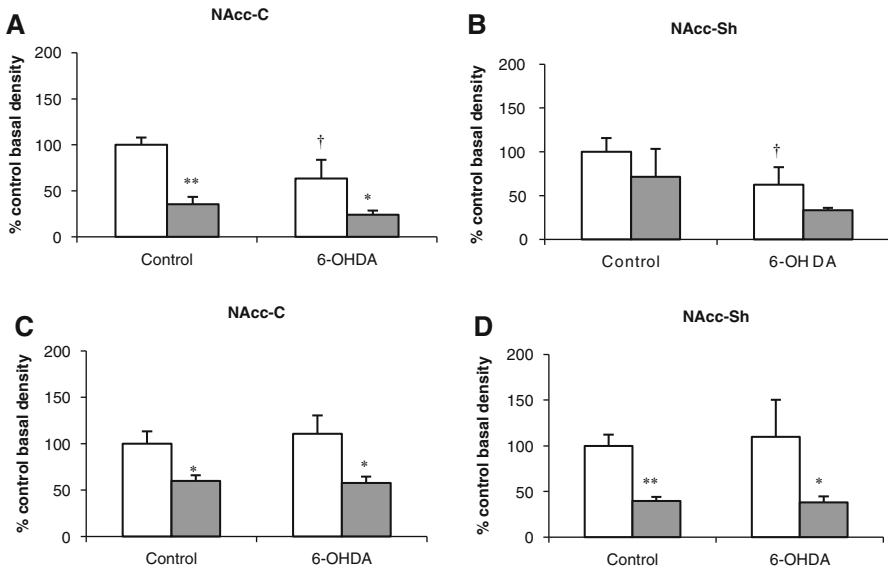 A
NAcc-C
% control basal density
200
150
100
50
0
**
†
*
Control
6-OHDA
B
NAcc-Sh
% control basal density
200
150
100
50
0
†
Control
6-OH DA
C
NAcc-C
% control basal density
200
150
100
50
0
*
*
Control
6-OHDA
D
NAcc-Sh
% control basal density
200
150
100
50
0
**
*
Control
6-OHDA